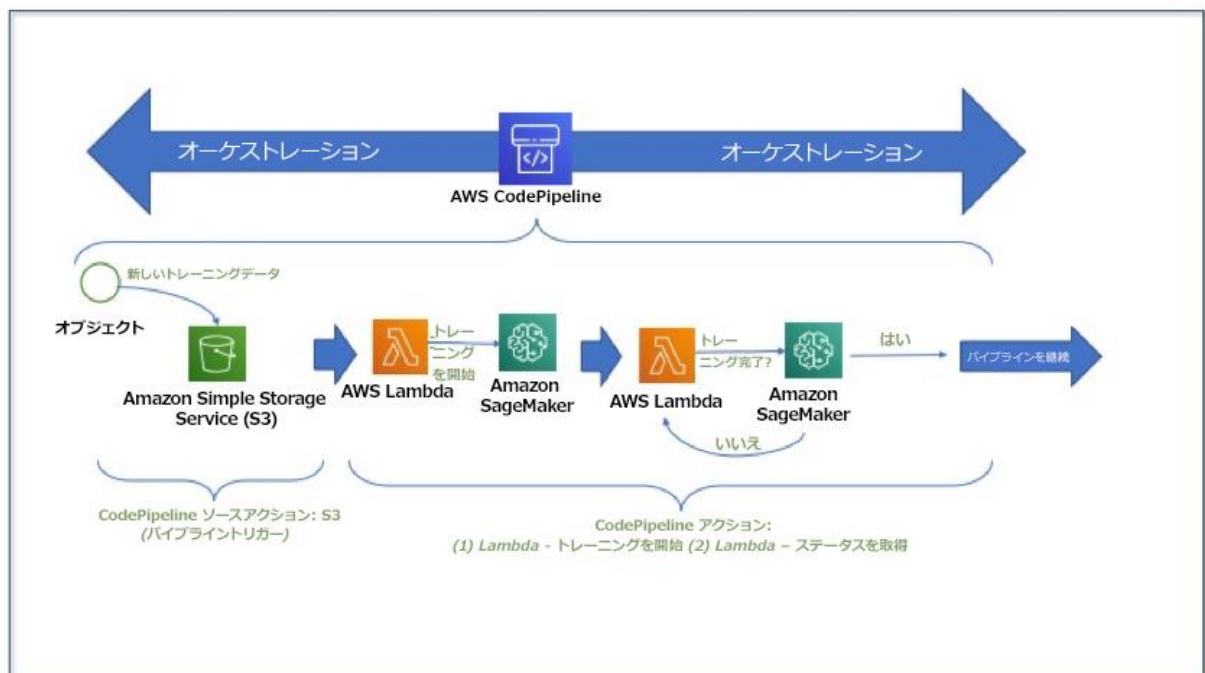 オーケストレーション
オーケストレーション
AWS CodePipeline
新しいトレーニングデータ
オブジェクト
Amazon Simple Storage
Service (S3)
トレー
ニング
を開始
AWS Lambda
Amazon
SageMaker
トレー
ニング完了?
AWS Lambda
Amazon
SageMaker
はい
いいえ
パイプラインを継続
CodePipeline ソースアクション: S3
(パイプライントリガー)
CodePipeline アクション:
(1) Lambda - トレーニングを開始 (2) Lambda – ステータスを取得